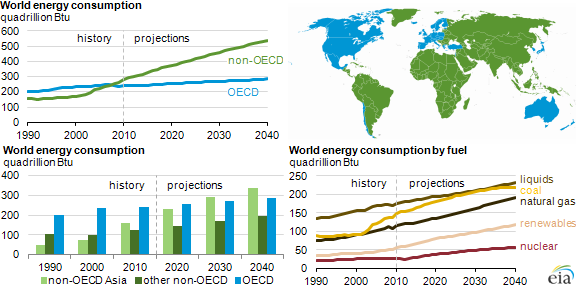 World energy consumption
quadrillion Btu
600
500
400
300
200
100
0
history
projections
non-OECD
OECD
1990 2000 2010 2020 2030 2040
World energy consumption
quadrillion Btu
400
300
200
100
0
history
projections
1990 2000 2010 2020 2030 2040
non-OECD Asia other non-OECD OECD
World energy consumption by fuel
quadrillion Btu
250
200
150
100
50
0
history
projections
liquids
coal
natural gas
renewables
nuclear
1990 2000 2010 2020 2030 2040
eia